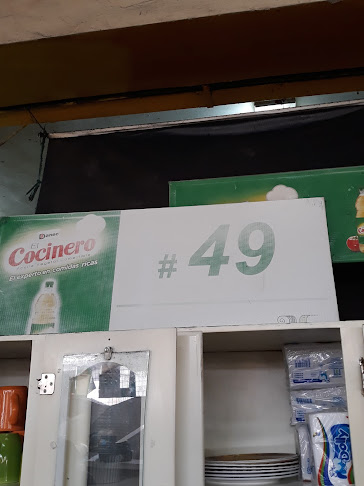 El
Cocinero
El experto en comidas ricas
# 49